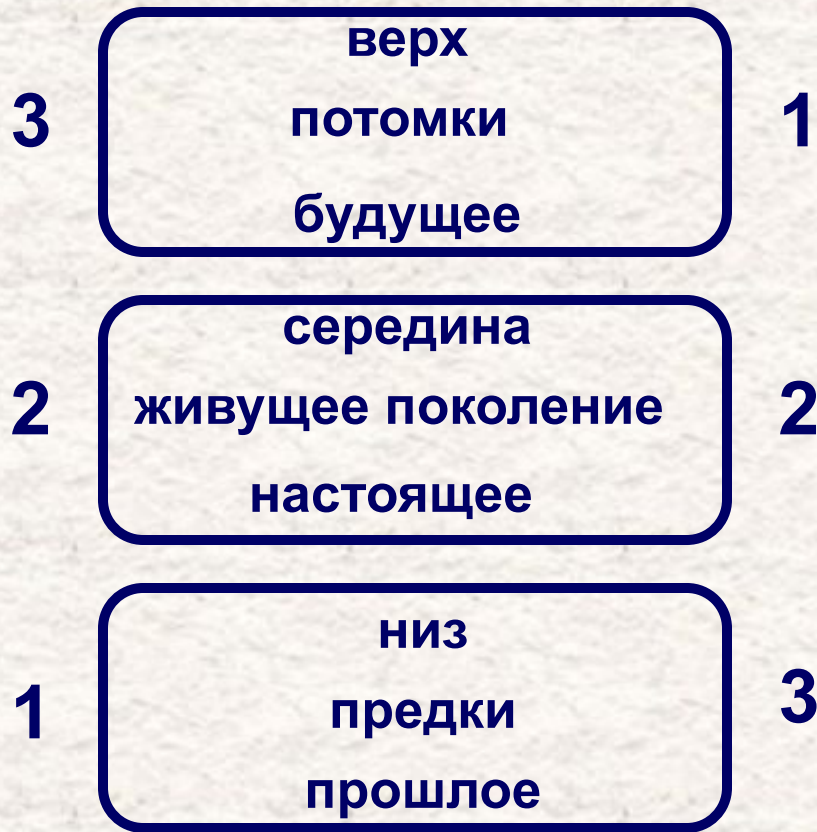 верх
3 потомки 1
будущее
середина
2 живущее поколение 2
настоящее
низ
1 предки 3
прошлое